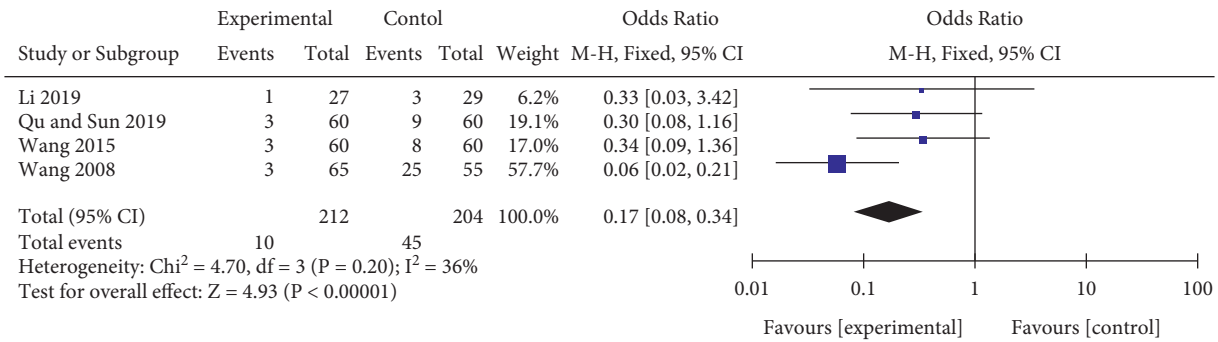 Experimental Contol Odds Ratio Odds Ratio
Study or Subgroup Events Total Events Total Weight M-H, Fixed, 95% CI M-H, Fixed, 95% CI
Li 2019 1 27 3 29 6.2% 0.33 [0.03, 3.42]
Qu and Sun 2019 3 60 9 60 19.1% 0.30 [0.08, 1.16]
Wang 2015 3 60 8 60 17.0% 0.34 [0.09, 1.36]
Wang 2008 3 65 25 55 57.7% 0.06 [0.02, 0.21]
Total (95% CI) 212 204 100.0% 0.17 [0.08, 0.34]
Total events 10 45
Heterogeneity: Chi² = 4.70, df = 3 (P = 0.20); I² = 36%
Test for overall effect: Z = 4.93 (P < 0.00001)
0.01 0.1 1 10 100
Favours [experimental] Favours [control]